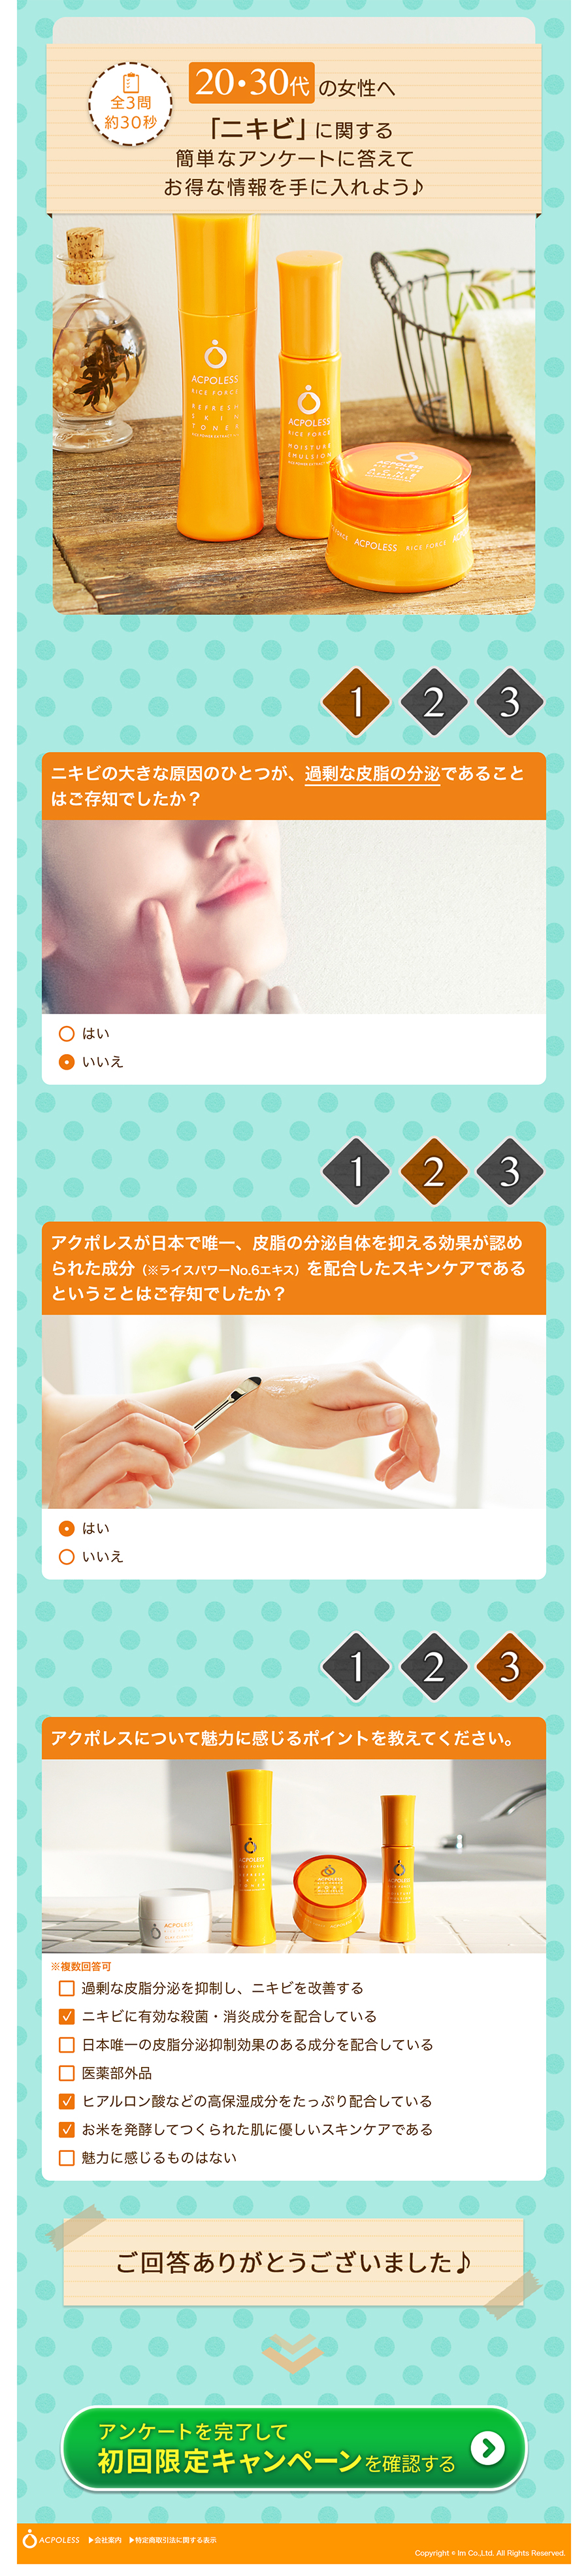 全3問
約30秒
20・30代の女性へ
「ニキビ」に関する
簡単なアンケートに答えて
お得な情報を手に入れよう♪
ACPOLESS
RICE FORCE
REFRESH
SKIN
TONER
ACPOLESS
RICE FORCE
MOISTURE
EMULSION
ACPOLESS
ACPOLESS RICE FORCE
1 2 3
ニキビの大きな原因のひとつが、過剰な皮脂の分泌であること
はご存知でしたか？
はい
いいえ
1 2 3
アクポレスが日本で唯一、皮脂の分泌自体を抑える効果が認め
られた成分（※ライスパワーNo.6エキス）を配合したスキンケアである
ということはご存知でしたか？
はい
いいえ
1 2 3
アクポレスについて魅力に感じるポイントを教えてください。
ACPOLESS
ACPOLESS
※複数回答可
過剰な皮脂分泌を抑制し、ニキビを改善する
ニキビに有効な殺菌・消炎成分を配合している
日本唯一の皮脂分泌抑制効果のある成分を配合している
医薬部外品
ヒアルロン酸などの高保湿成分をたっぷり配合している
お米を発酵してつくられた肌に優しいスキンケアである
魅力に感じるものはない
ご回答ありがとうございました♪
アンケートを完了して
初回限定キャンペーンを確認する
ACPOLESS ▶会社案内 ▶特定商取引法に関する表示
Copyright © Im Co.,Ltd. All Rights Reserved.